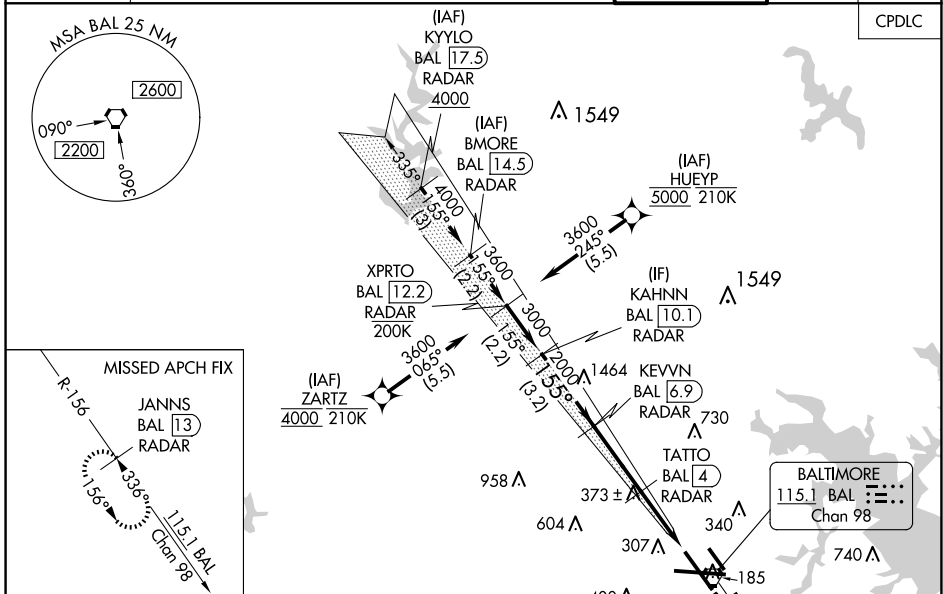 MSA BAL 25 NM
2600
090°
2200
360°
CPDLC
(IAF)
KYYLO
BAL 17.5
RADAR
4000
1549
(IAF)
BMORE
BAL 14.5
RADAR
(IAF)
HUEYP
5000 210K
335°
4000
155°
(3)
3600
245°
(5.5)
3600
155°
(2.2)
XPRTO
BAL 12.2
RADAR
200K
(IF)
KAHNN
BAL 10.1
RADAR
1549
3000
155°
(2.2)
3600
065°
(5.5)
(IAF)
ZARTZ
4000 210K
2000
155°
(3.2)
1464
KEVVN
BAL 6.9
RADAR
730
TATTO
BAL 4
RADAR
MISSED APCH FIX
R-156
JANNS
BAL 13
RADAR
336°
156°
115.1 BAL
Chan 98
958
373 ±
604
340
307
BALTIMORE
115.1 BAL
Chan 98
740
185